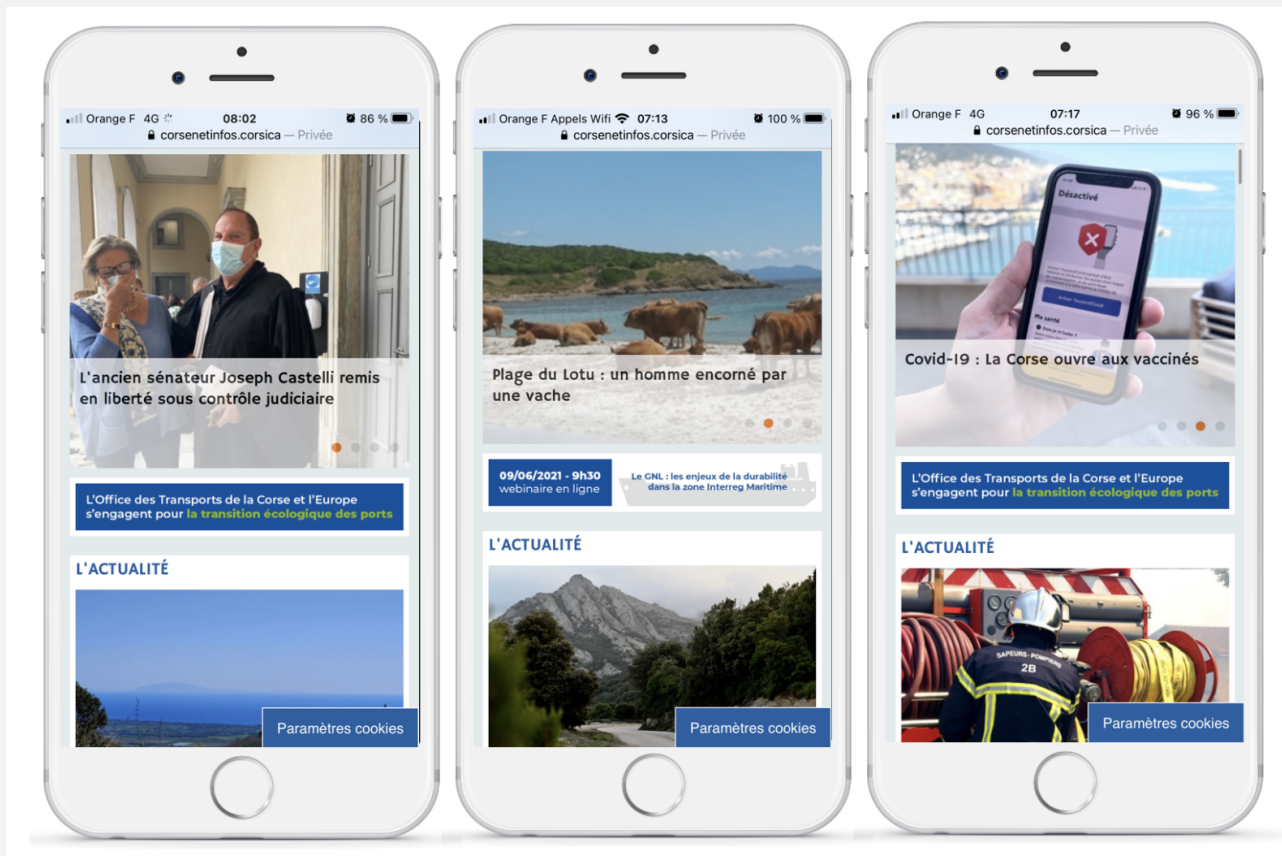 Orange F 4G 08:02 86 %
corsenetinfos.corsica — Privée
L'ancien sénateur Joseph Castelli remis
en liberté sous contrôle judiciaire
L'Office des Transports de la Corse et l'Europe
s'engagent pour la transition écologique des ports
L'ACTUALITÉ
Paramètres cookies
Orange F Appels Wifi 07:13 100 %
corsenetinfos.corsica — Privée
Plage du Lotu : un homme encorné par
une vache
09/06/2021 - 9h30
webinaire en ligne
Le GNL : les enjeux de la durabilité
dans la zone Interreg Maritime
L'ACTUALITÉ
Paramètres cookies
Orange F 4G 07:17 96 %
corsenetinfos.corsica — Privée
Désactivé
Activer TousAntiCovid
Ma santé
Covid-19 : La Corse ouvre aux vaccinés
L'Office des Transports de la Corse et l'Europe
s'engagent pour la transition écologique des ports
L'ACTUALITÉ
SAPEURS-POMPIERS
2B
Paramètres cookies